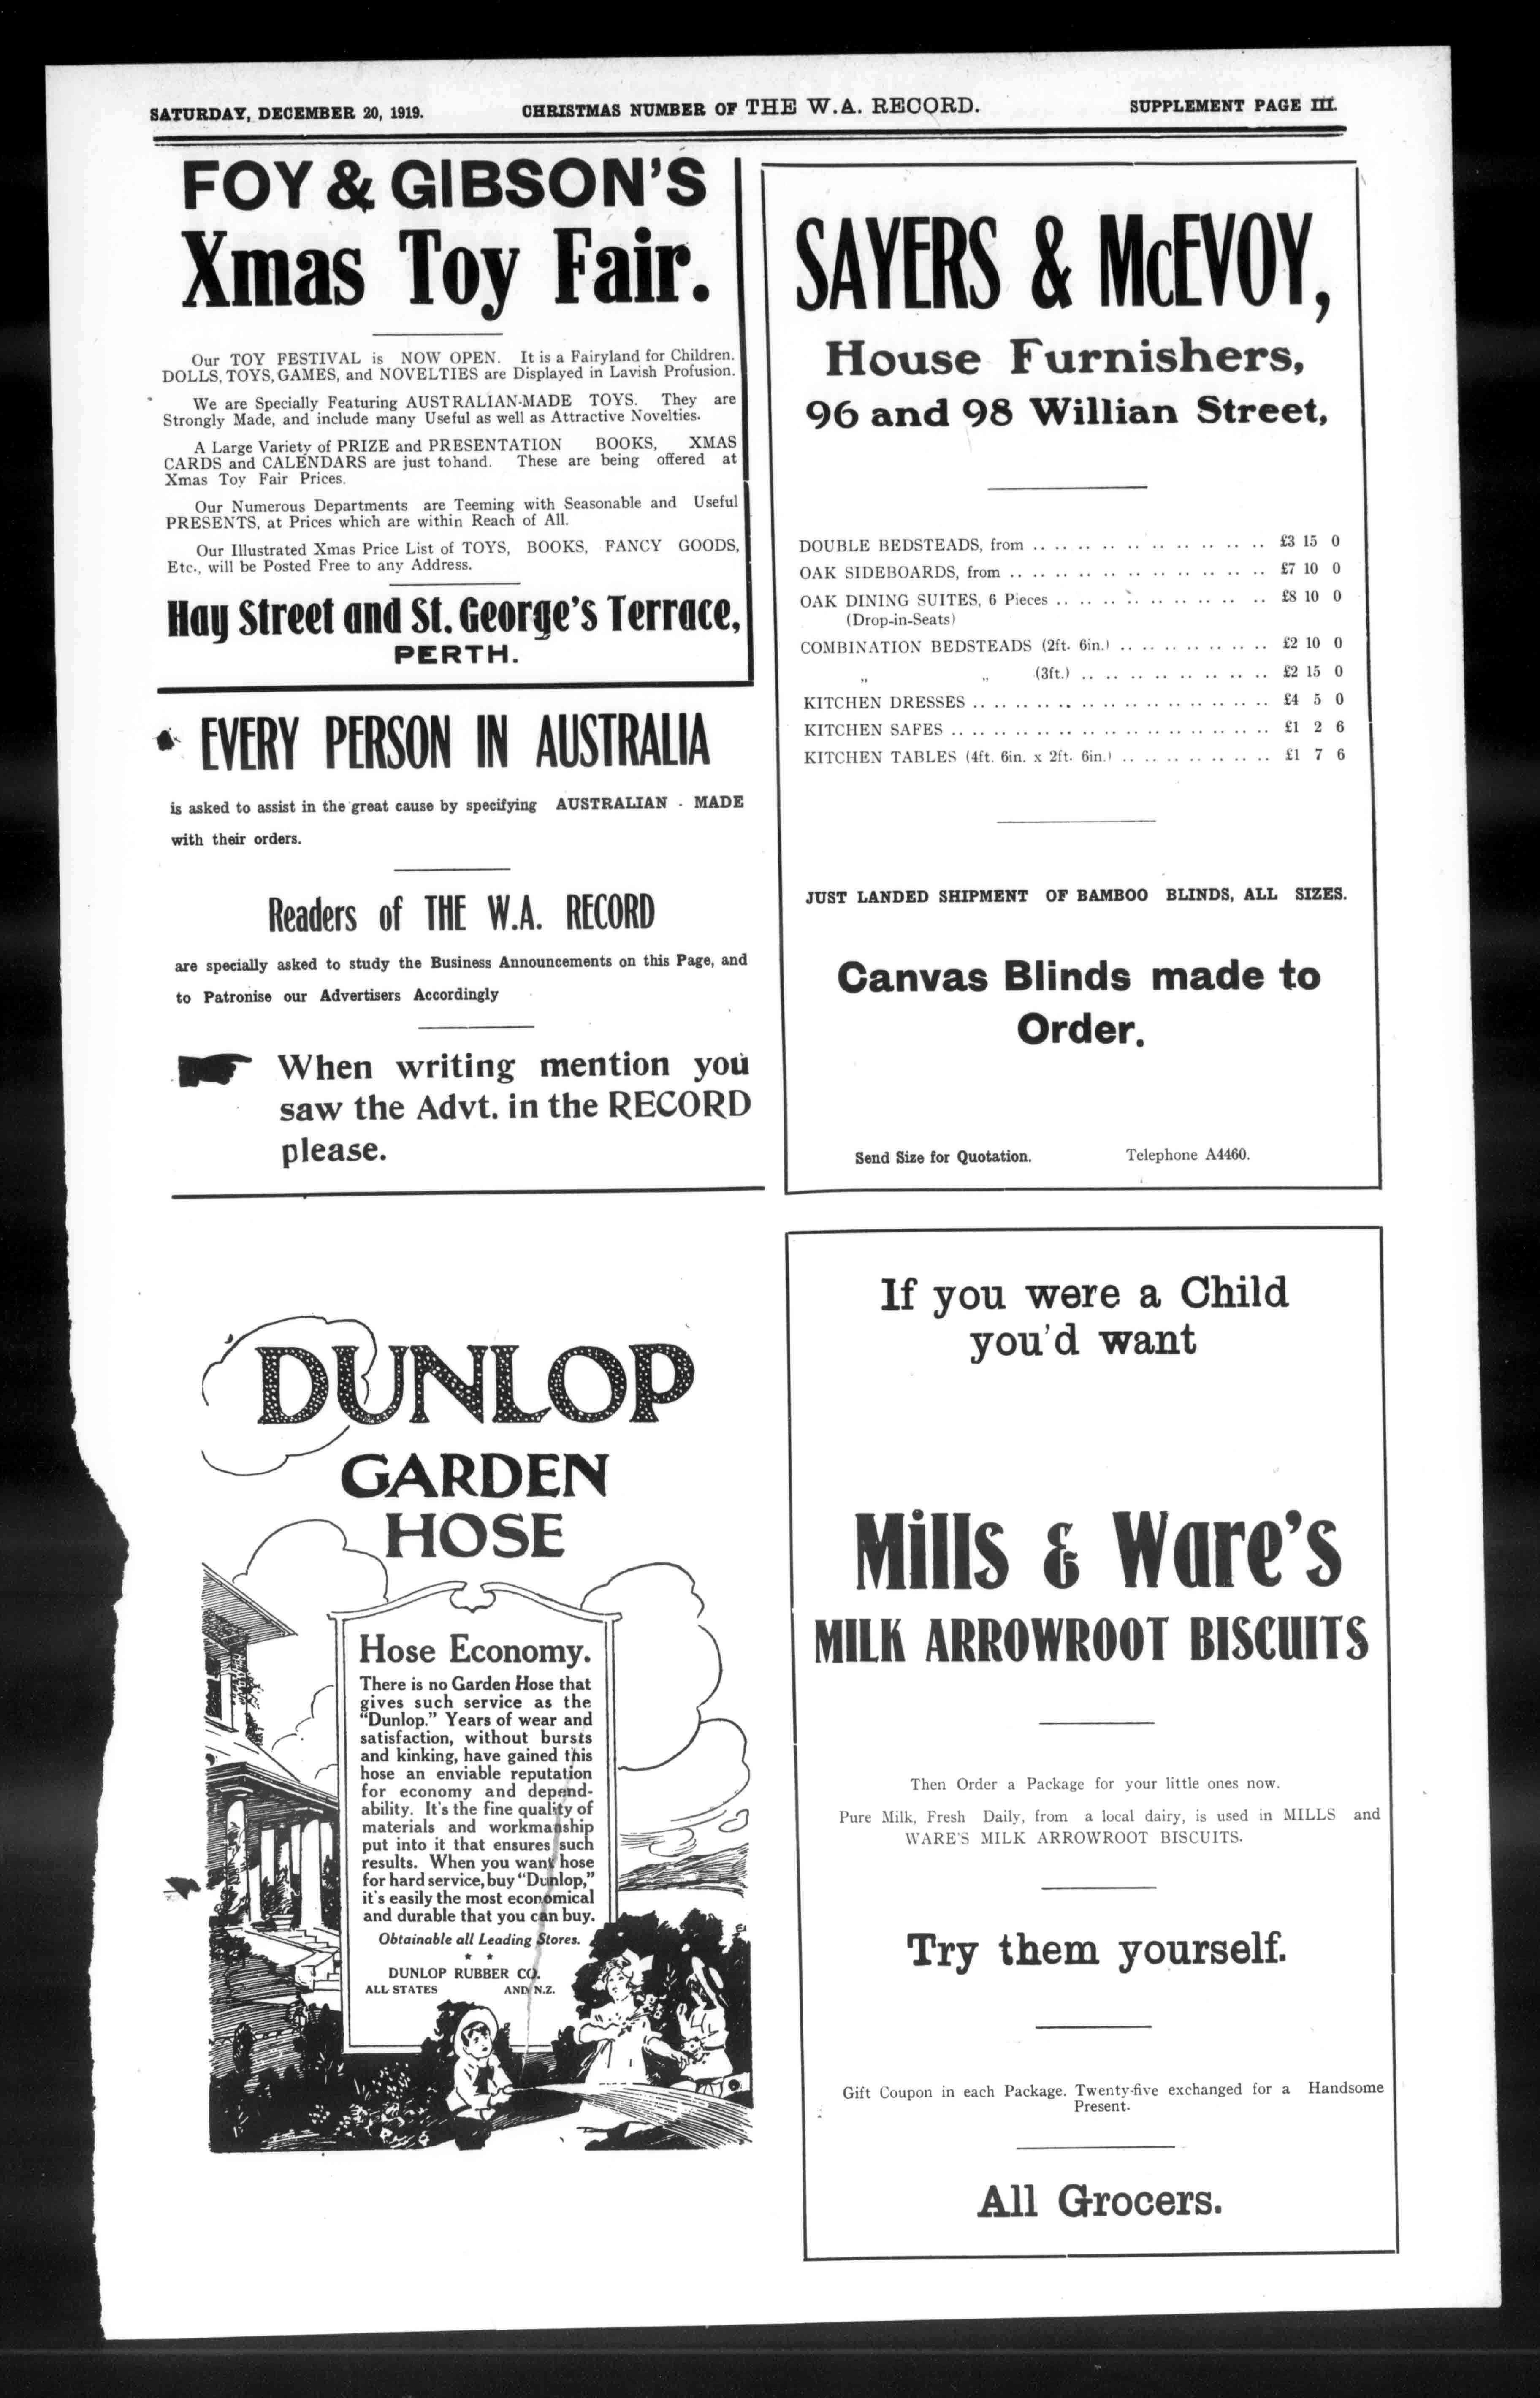 SATURDAY, DECEMBER 20, 1919. CHRISTMAS NUMBER OF THE W.A. RECORD. SUPPLEMENT PAGE III.
FOY & GIBSON'S
Xmas Toy Fair.
Our TOY FESTIVAL is NOW OPEN. It is a Fairyland for Children.
DOLLS, TOYS, GAMES, and NOVELTIES are Displayed in Lavish Profusion.
We are Specially Featuring AUSTRALIAN-MADE TOYS. They are
Strongly Made, and include many Useful as well as Attractive Novelties.
A Large Variety of PRIZE and PRESENTATION BOOKS, XMAS
CARDS and CALENDARS are just tohand. These are being offered at
Xmas Toy Fair Prices.
Our Numerous Departments are Teeming with Seasonable and Useful
PRESENTS, at Prices which are within Reach of All.
Our Illustrated Xmas Price List of TOYS, BOOKS, FANCY GOODS,
Etc., will be Posted Free to any Address.
Hay Street and St. George's Terrace,
PERTH.
EVERY PERSON IN AUSTRALIA
is asked to assist in the great cause by specifying AUSTRALIAN - MADE
with their orders.
Readers of THE W.A. RECORD
are specially asked to study the Business Announcements on this Page, and
to Patronise our Advertisers Accordingly
When writing mention you
saw the Advt. in the RECORD
please.
DUNLOP
GARDEN
HOSE
Hose Economy.
There is no Garden Hose that
gives such service as the
"Dunlop." Years of wear and
satisfaction, without bursts
and kinking, have gained this
hose an enviable reputation
for economy and depend-
ability. It's the fine quality of
materials and workmanship
put into it that ensures such
results. When you want hose
for hard service, buy "Dunlop,"
it's easily the most economical
and durable that you can buy.
Obtainable all Leading Stores.
* *
DUNLOP RUBBER CO.
ALL STATES AND N.Z.
SAYERS & McEVOY,
House Furnishers,
96 and 98 Willian Street,
DOUBLE BEDSTEADS, from .. .. .. .. .. .. .. .. .. .. £3 15 0
OAK SIDEBOARDS, from .. .. .. .. .. .. .. .. .. .. .. £7 10 0
OAK DINING SUITES, 6 Pieces .. .. .. .. .. .. .. .. .. £8 10 0
(Drop-in-Seats)
COMBINATION BEDSTEADS (2ft. 6in.) .. .. .. .. .. .. .. £2 10 0
„ „ (3ft.) .. .. .. .. .. .. .. .. £2 15 0
KITCHEN DRESSES .. .. .. .. .. .. .. .. .. .. .. .. .. £4 5 0
KITCHEN SAFES .. .. .. .. .. .. .. .. .. .. .. .. .. .. £1 2 6
KITCHEN TABLES (4ft. 6in. x 2ft. 6in.) .. .. .. .. .. .. .. £1 7 6
JUST LANDED SHIPMENT OF BAMBOO BLINDS, ALL SIZES.
Canvas Blinds made to
Order.
Send Size for Quotation. Telephone A4460.
If you were a Child
you'd want
Mills & Ware's
MILK ARROWROOT BISCUITS
Then Order a Package for your little ones now.
Pure Milk, Fresh Daily, from a local dairy, is used in MILLS and
WARE'S MILK ARROWROOT BISCUITS.
Try them yourself.
Gift Coupon in each Package. Twenty-five exchanged for a Handsome
Present.
All Grocers.